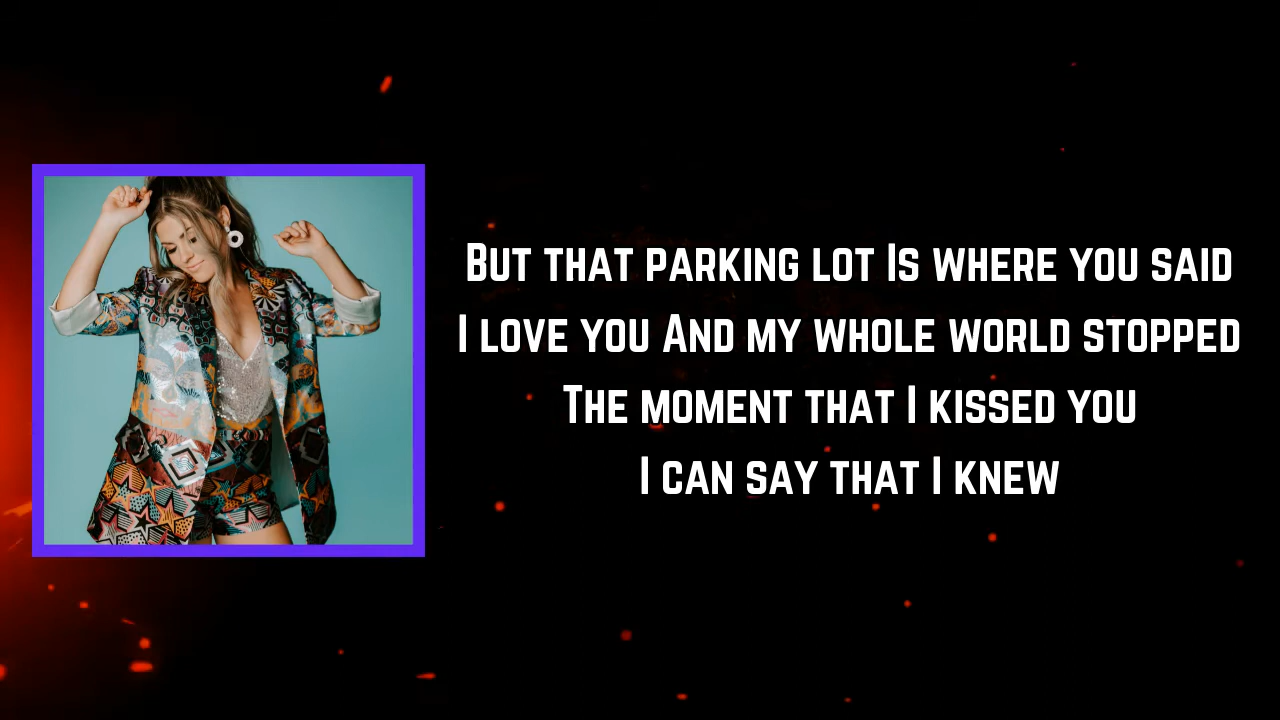 But that parking lot Is where you said
I love you And my whole world stopped
The moment that I kissed you
I can say that I knew